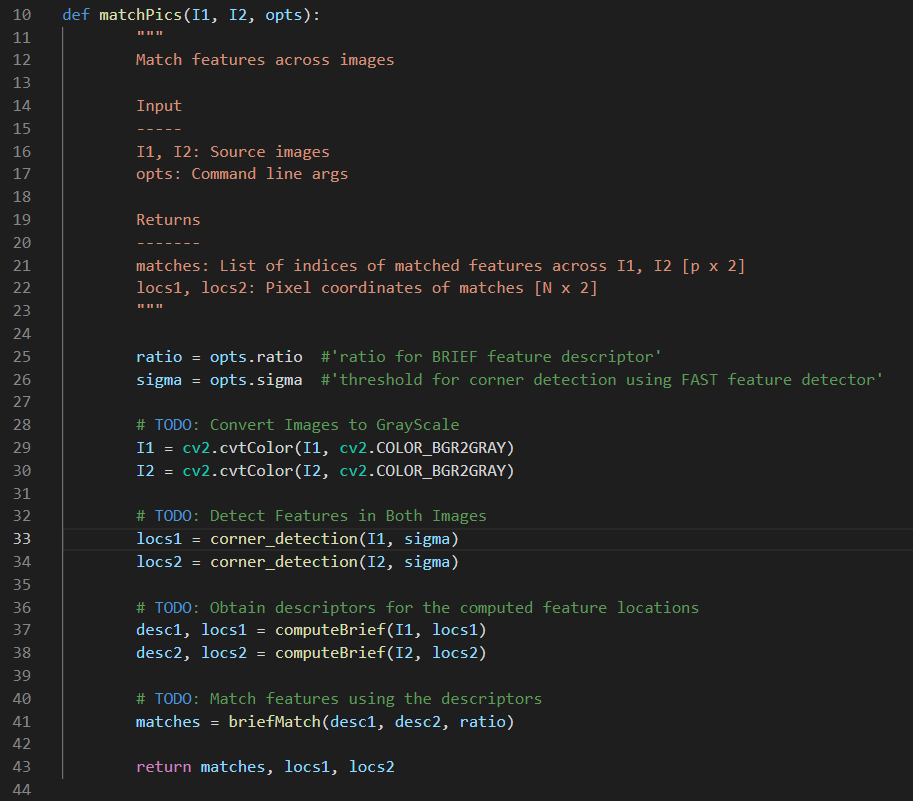 10 def matchPics(I1, I2, opts):
11 """
12 Match features across images
13
14 Input
15 -----
16 I1, I2: Source images
17 opts: Command line args
18
19 Returns
20 -------
21 matches: List of indices of matched features across I1, I2 [p x 2]
22 locs1, locs2: Pixel coordinates of matches [N x 2]
23 """
24
25 ratio = opts.ratio  #'ratio for BRIEF feature descriptor'
26 sigma = opts.sigma  #'threshold for corner detection using FAST feature detector'
27
28 # TODO: Convert Images to GrayScale
29 I1 = cv2.cvtColor(I1, cv2.COLOR_BGR2GRAY)
30 I2 = cv2.cvtColor(I2, cv2.COLOR_BGR2GRAY)
31
32 # TODO: Detect Features in Both Images
33 locs1 = corner_detection(I1, sigma)
34 locs2 = corner_detection(I2, sigma)
35
36 # TODO: Obtain descriptors for the computed feature locations
37 desc1, locs1 = computeBrief(I1, locs1)
38 desc2, locs2 = computeBrief(I2, locs2)
39
40 # TODO: Match features using the descriptors
41 matches = briefMatch(desc1, desc2, ratio)
42
43 return matches, locs1, locs2
44